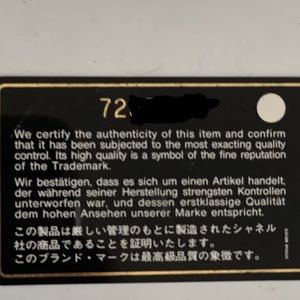 72
We certify the authenticity of this item and confirm
that it has been subjected to the most exacting quality
control. Its high quality is a symbol of the fine reputation
of the Trademark.
Wir bestätigen, dass es sich um einen Artikel handelt,
der während seiner Herstellung strengsten Kontrollen
unterworfen war, und dessen erstklassige Qualität
dem hohen Ansehen unserer Marke entspricht.
この製品は厳しい管理のもとに製造されたシャネル
社の商品であることを証明いたします。
このブランド・マークは最高級品質の象徴です。